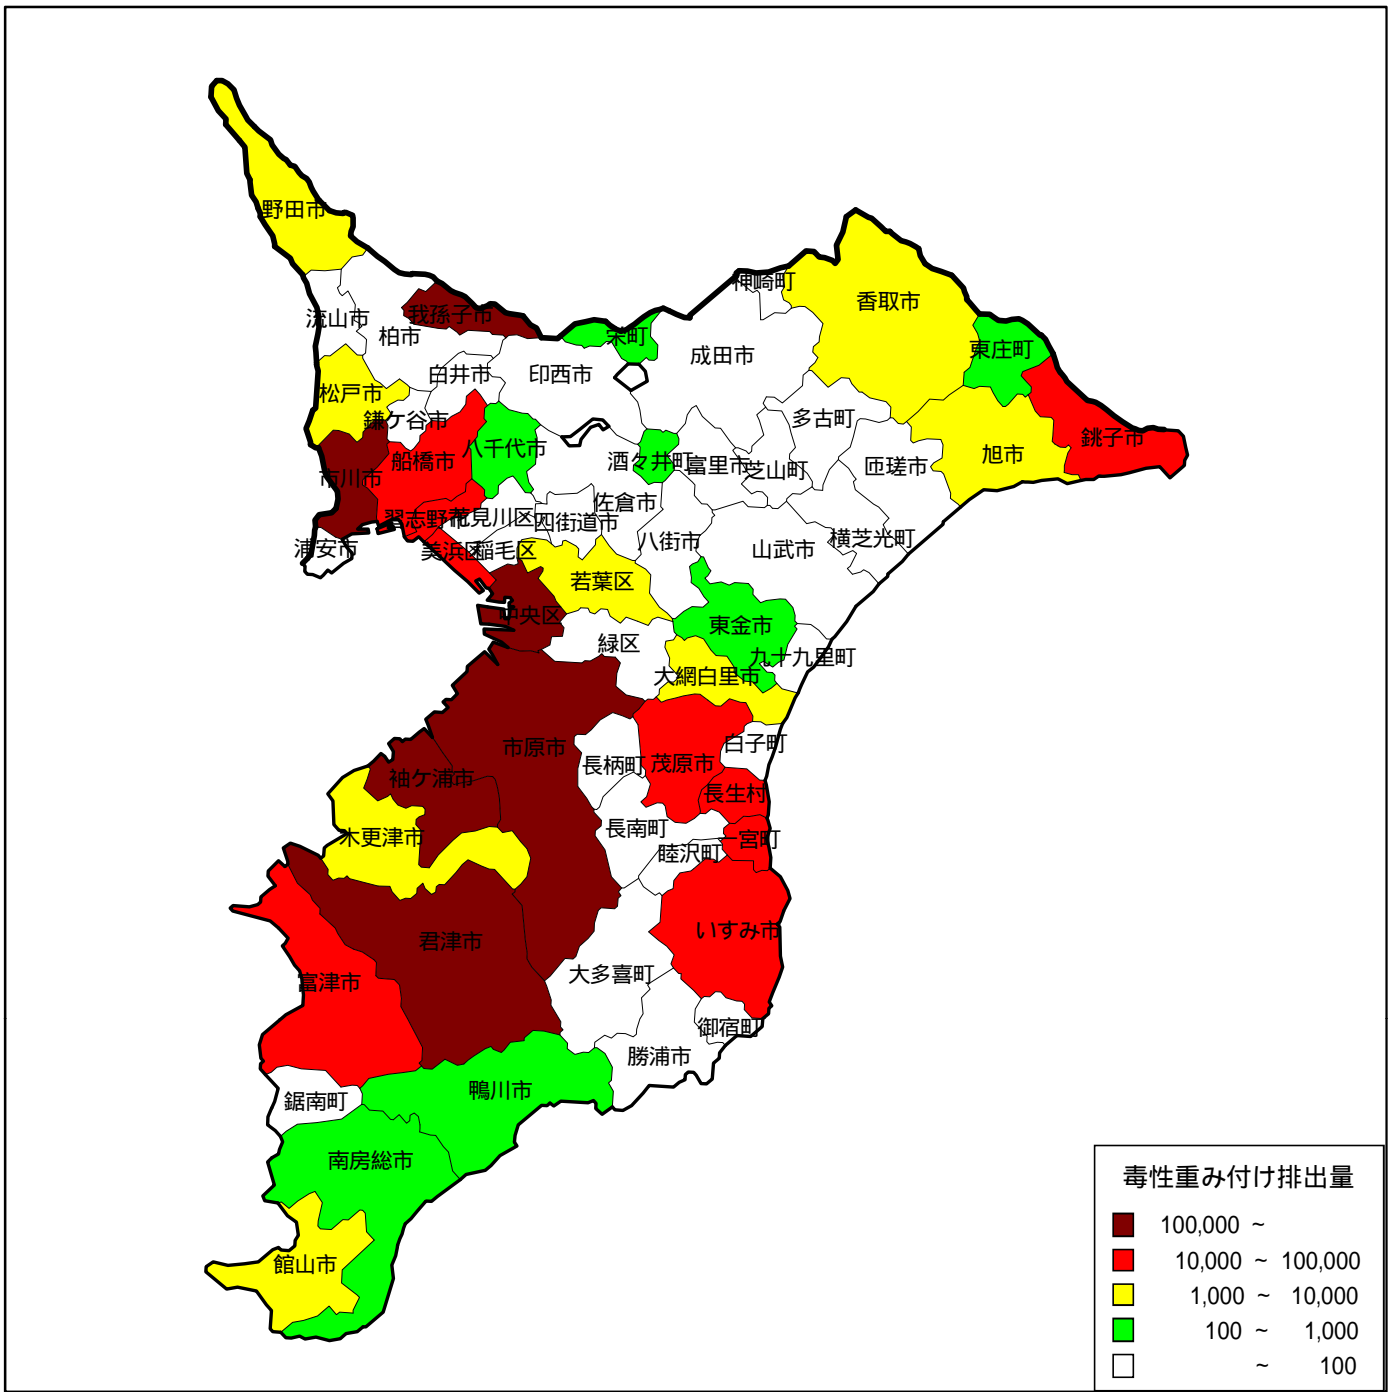 野田市
流山市
柏市
我孫子市
栄町
神崎町
香取市
成田市
東庄町
松戸市
白井市
印西市
鎌ケ谷市
多古町
銚子市
市川市
船橋市
八千代市
酒々井町
富里市
芝山町
匝瑳市
旭市
佐倉市
習志野市
花見川区
四街道市
浦安市
美浜区
稲毛区
八街市
山武市
横芝光町
若葉区
中央区
緑区
東金市
九十九里町
大網白里市
市原市
白子町
袖ケ浦市
長柄町
茂原市
長生村
木更津市
長南町
睦沢町
一宮町
君津市
いすみ市
富津市
大多喜町
御宿町
勝浦市
鋸南町
鴨川市
南房総市
館山市
毒性重み付け排出量
100,000 ~
10,000 ~ 100,000
1,000 ~ 10,000
100 ~ 1,000
~ 100